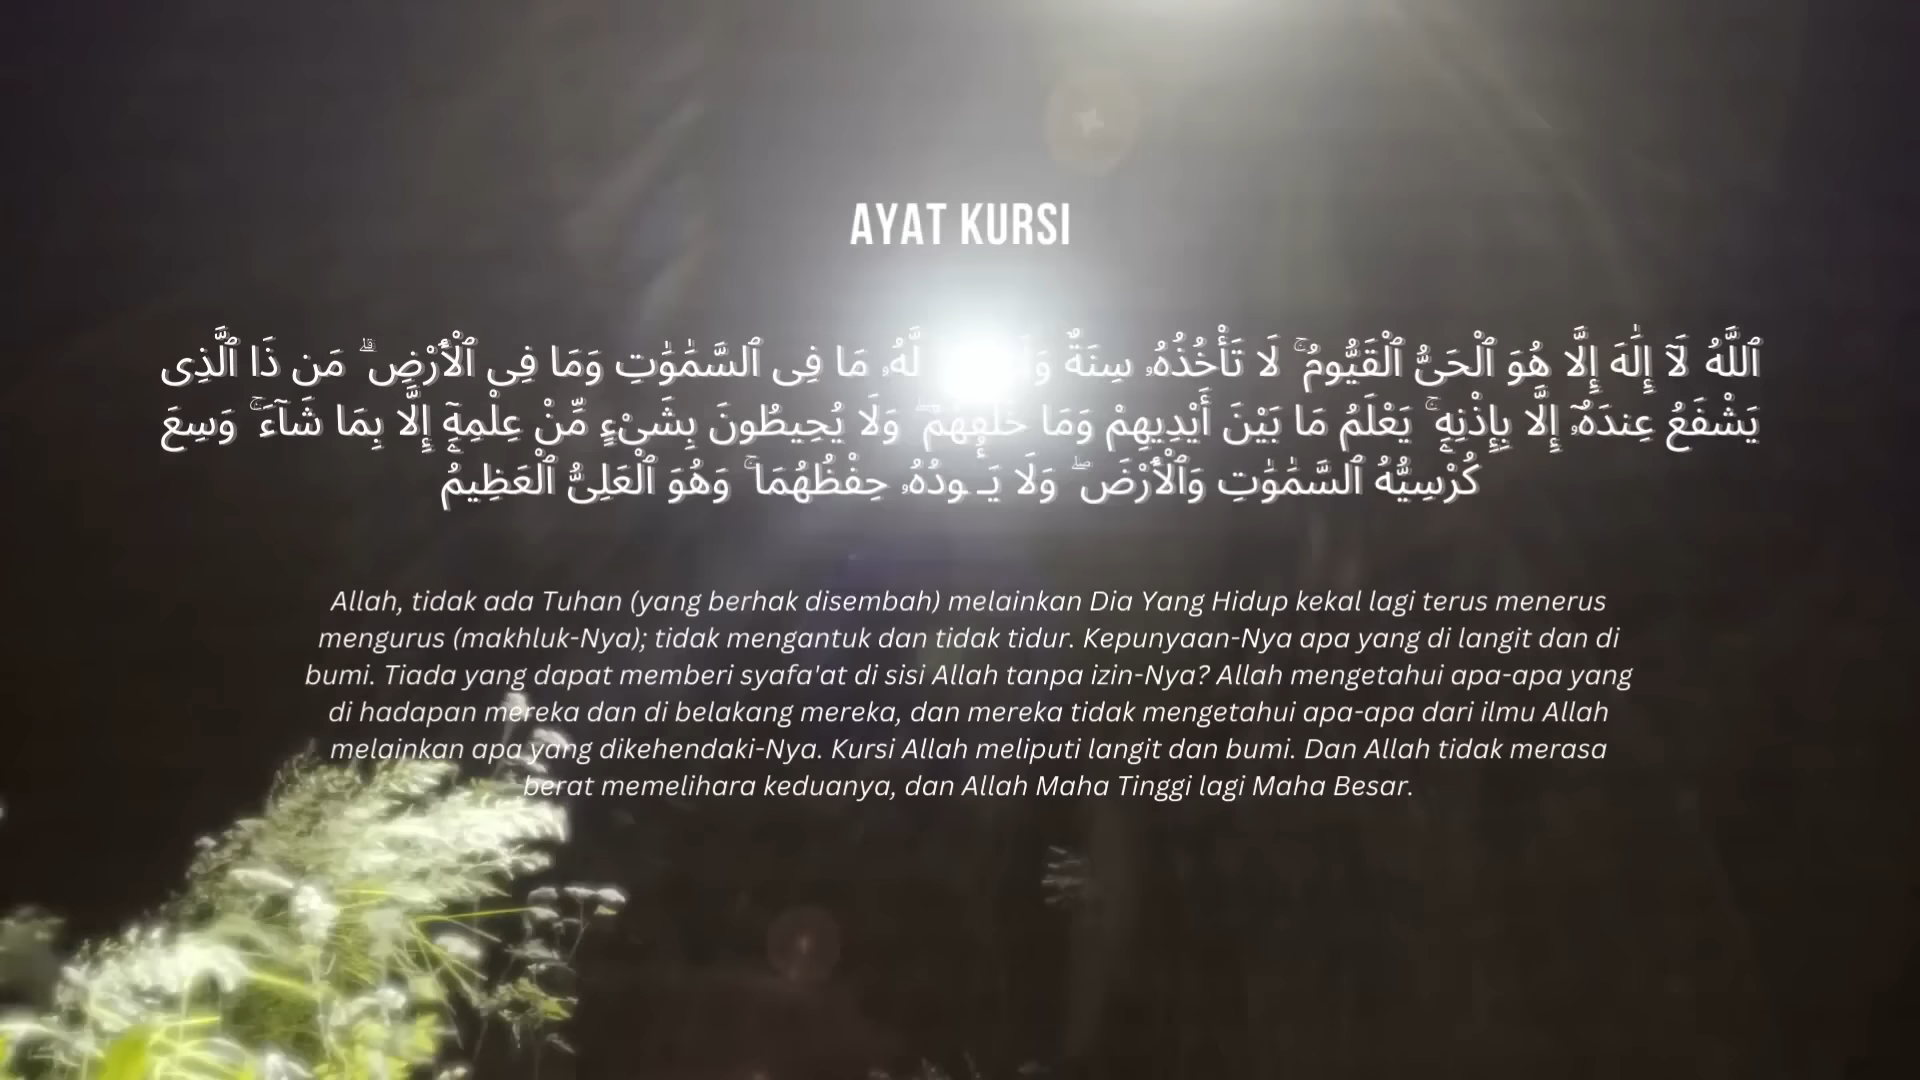 AYAT KURSI
ٱللَّهُ لَآ إِلَٰهَ إِلَّا هُوَ ٱلْحَىُّ ٱلْقَيُّومُ ۚ لَا تَأْخُذُهُۥ سِنَةٌ لَّهُۥ مَا فِى ٱلسَّمَٰوَٰتِ وَمَا فِى ٱلْأَرْضِ ۗ مَن ذَا ٱلَّذِى
يَشْفَعُ عِندَهُۥٓ إِلَّا بِإِذْنِهِۦ ۚ يَعْلَمُ مَا بَيْنَ أَيْدِيهِمْ وَمَا خَلْفَهُمْ ۖ وَلَا يُحِيطُونَ بِشَىْءٍ مِّنْ عِلْمِهِۦٓ إِلَّا بِمَا شَآءَ ۚ وَسِعَ
كُرْسِيُّهُ ٱلسَّمَٰوَٰتِ وَٱلْأَرْضَ ۖ وَلَا يَـُٔودُهُۥ حِفْظُهُمَا ۚ وَهُوَ ٱلْعَلِىُّ ٱلْعَظِيمُ
Allah, tidak ada Tuhan (yang berhak disembah) melainkan Dia Yang Hidup kekal lagi terus menerus
mengurus (makhluk-Nya); tidak mengantuk dan tidak tidur. Kepunyaan-Nya apa yang di langit dan di
bumi. Tiada yang dapat memberi syafa'at di sisi Allah tanpa izin-Nya? Allah mengetahui apa-apa yang
di hadapan mereka dan di belakang mereka, dan mereka tidak mengetahui apa-apa dari ilmu Allah
melainkan apa yang dikehendaki-Nya. Kursi Allah meliputi langit dan bumi. Dan Allah tidak merasa
berat memelihara keduanya, dan Allah Maha Tinggi lagi Maha Besar.